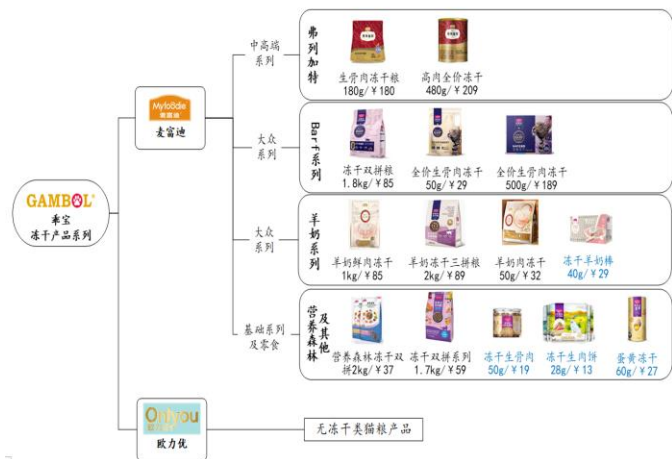 GAMBOL
乖宝
冻干产品系列
Myfoodie
麦富迪
麦富迪
中高端
系列
弗列加特
生骨肉冻干粮
180g/￥180
高肉全价冻干
480g/￥209
大众
系列
Barf系列
冻干双拼粮
1.8kg/￥85
全价生骨肉冻干
50g/￥29
全价生骨肉冻干
500g/￥189
大众
系列
羊奶系列
羊奶鲜肉冻干
1kg/￥85
羊奶冻干三拼粮
2kg/￥89
羊奶肉冻干
50g/￥32
冻干羊奶棒
40g/￥29
基础系列
及零食
营养森林
及其他
营养森林冻干双
拼2kg/￥37
冻干双拼系列
1.7kg/￥59
冻干生骨肉
50g/￥19
冻干生肉饼
28g/￥13
蛋黄冻干
60g/￥27
Onlyou
欧力优
欧力优
无冻干类猫粮产品